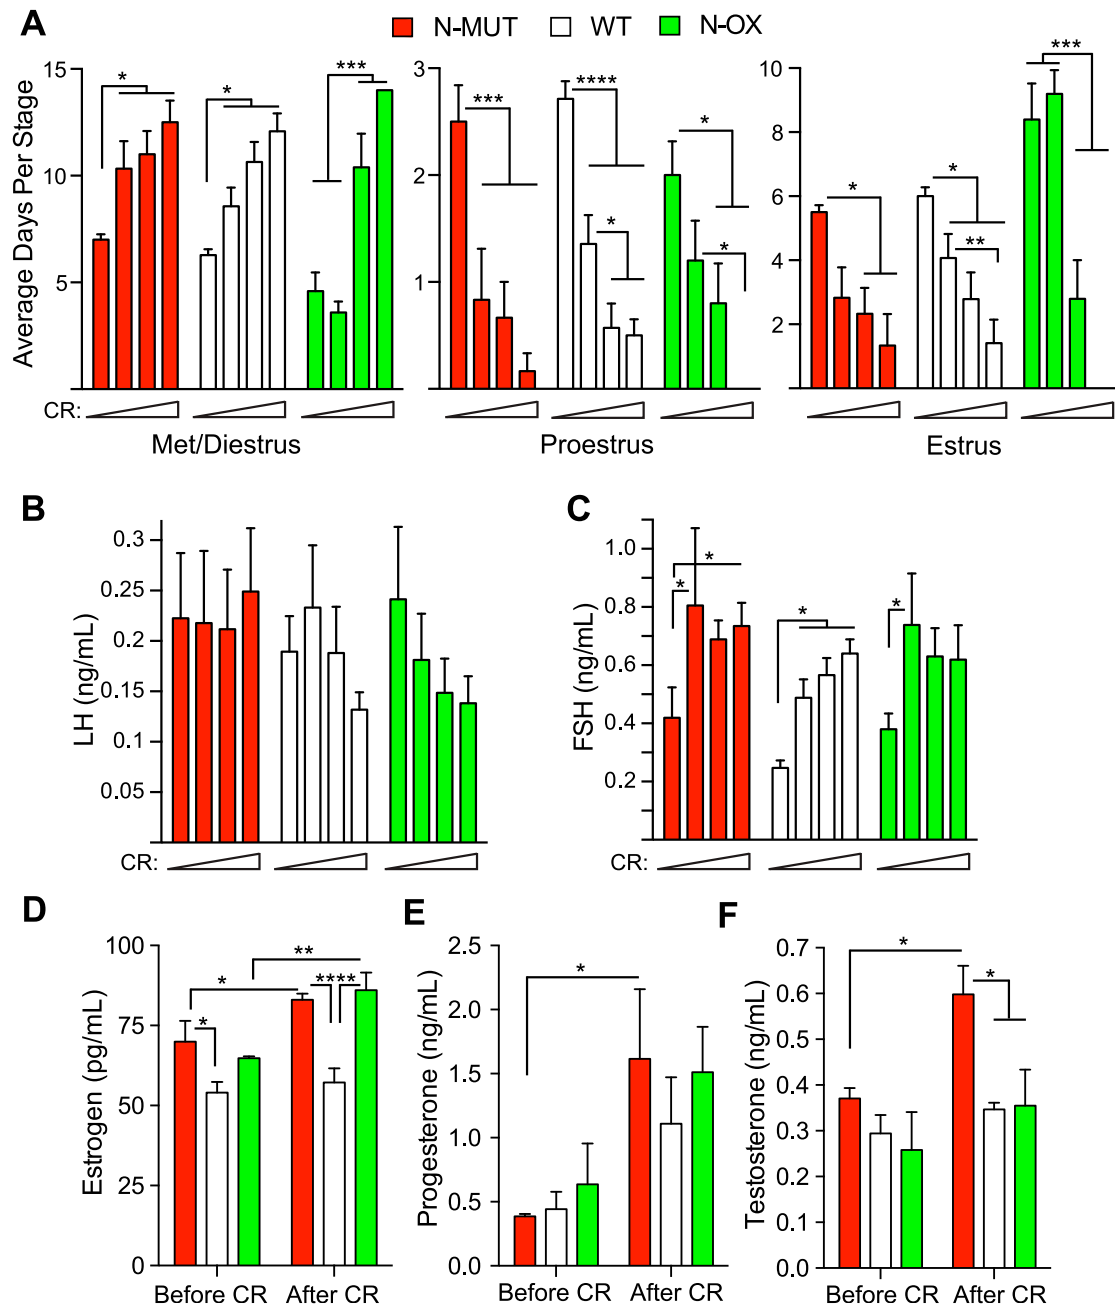 A
N-MUT WT N-OX
Average Days Per Stage
15
10
5
* * ***
CR:
Met/Diestrus
3
2
1
*** **** * * *
Proestrus
10
8
6
4
2
* * ** ***
Estrus
B
LH (ng/mL)
0.3
0.25
0.2
0.15
0.1
0.05
CR:
C
FSH (ng/mL)
1.0
0.8
0.6
0.4
0.2
* * * *
CR:
D
Estrogen (pg/mL)
100
75
50
25
0
* * ** ****
Before CR After CR
E
Progesterone (ng/mL)
2.5
2.0
1.5
1.0
0.5
0.0
*
Before CR After CR
F
Testosterone (ng/mL)
0.7
0.6
0.5
0.4
0.3
0.2
0.1
0.0
* *
Before CR After CR